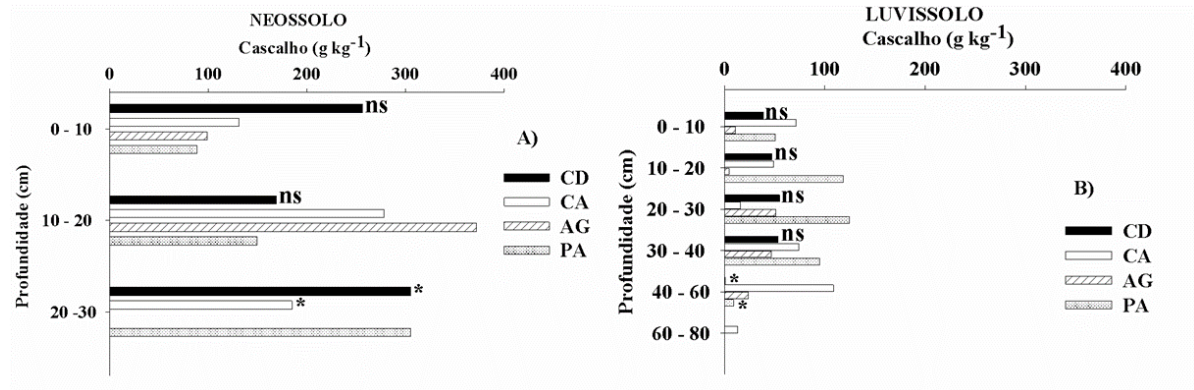 NEOSSOLO
Cascalho (g kg-1)
0 100 200 300 400
Profundidade (cm)
0 - 10
ns
10 - 20
ns
20 -30
*
*
A)
CD
CA
AG
PA
LUVISSOLO
Cascalho (g kg-1)
0 100 200 300 400
Profundidade (cm)
0 - 10
ns
10 - 20
ns
20 - 30
ns
30 - 40
ns
40 - 60
*
*
60 - 80
B)
CD
CA
AG
PA